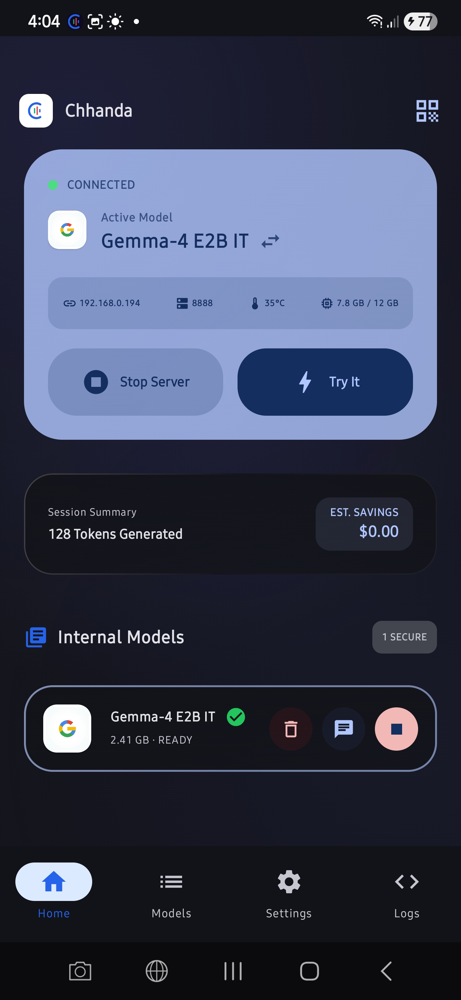 4:04
77
Chhanda
CONNECTED
Active Model
Gemma-4 E2B IT
192.168.0.194 8888 35°C 7.8 GB / 12 GB
Stop Server Try It
Session Summary
128 Tokens Generated
EST. SAVINGS
$0.00
Internal Models
1 SECURE
Gemma-4 E2B IT
2.41 GB · READY
Home Models Settings Logs